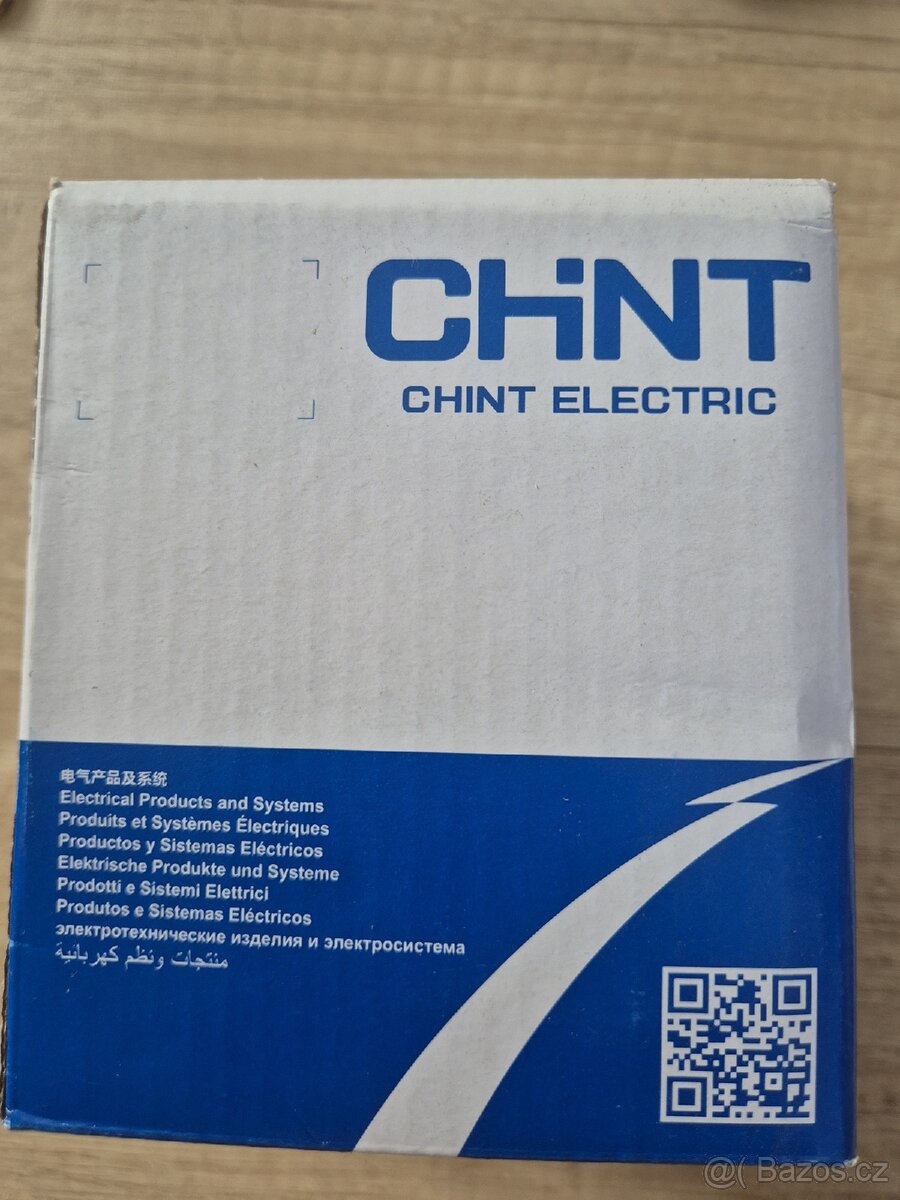 CHiNT
CHINT ELECTRIC
电气产品及系统
Electrical Products and Systems
Produits et Systèmes Électriques
Productos y Sistemas Eléctricos
Elektrische Produkte und Systeme
Prodotti e Sistemi Elettrici
Produtos e Sistemas Eléctricos
электротехнические изделия и электросистема
منتجات ونظم كهربائية
@( Bazos.cz